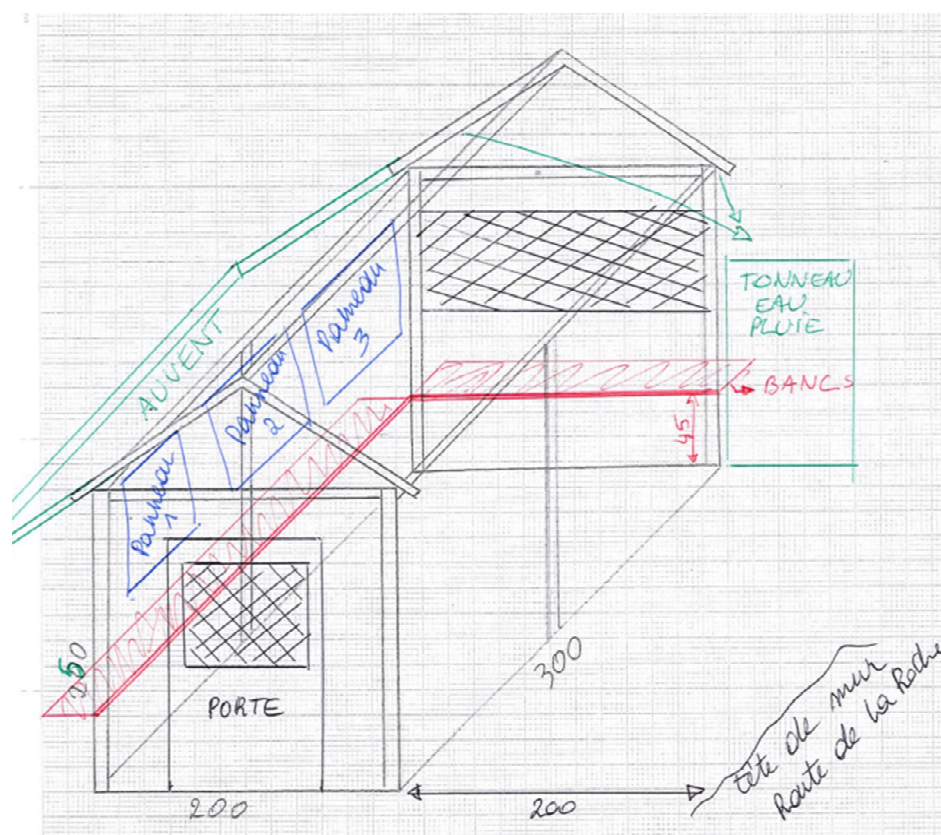 TONNEAU
EAU
PLUIE
AUVENT
Panneau
3
Panneau
2
BANCS
45
Panneau
1
PORTE
300
200
200
tête de mur
Route de la Roche